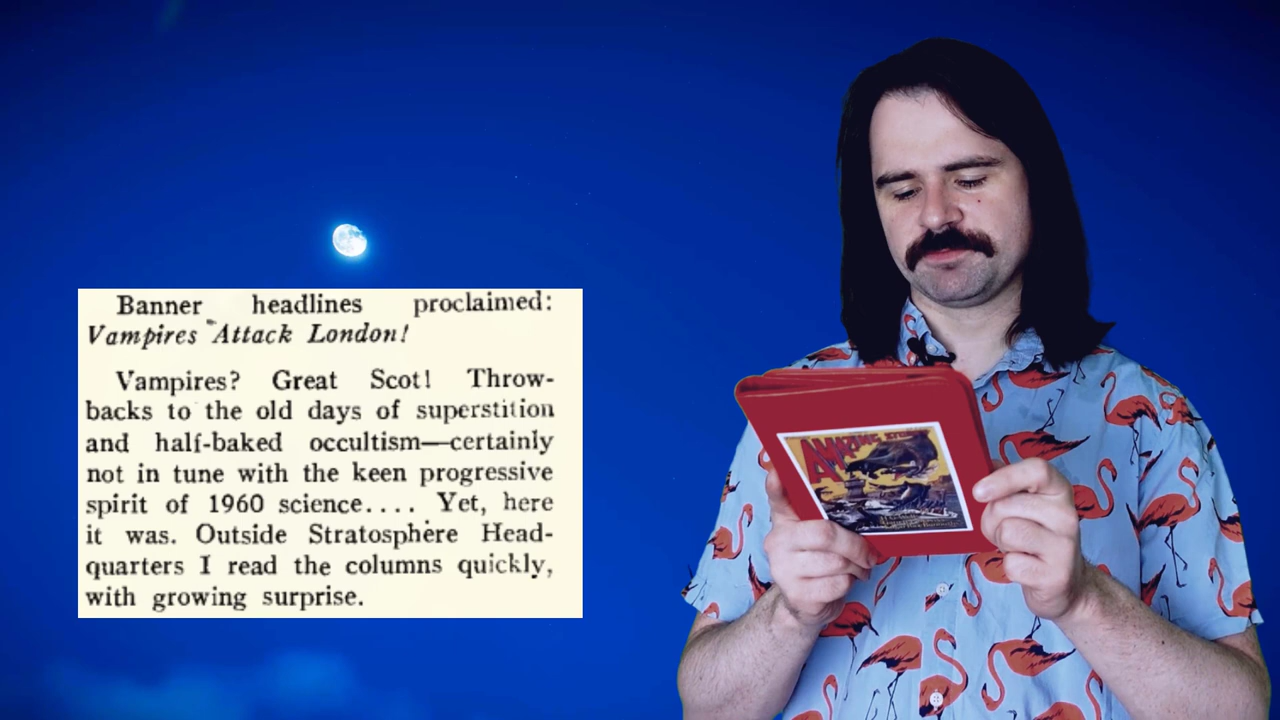 Banner headlines proclaimed:
Vampires Attack London!
Vampires? Great Scot! Throw-
backs to the old days of superstition
and half-baked occultism—certainly
not in tune with the keen progressive
spirit of 1960 science.... Yet, here
it was. Outside Stratosphere Head-
quarters I read the columns quickly,
with growing surprise.
AMAZING STORIES